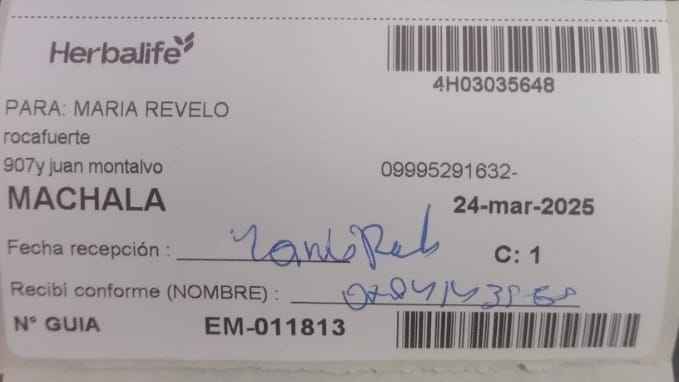 Herbalife
4H03035648
PARA: MARIA REVELO
rocafuerte
907y juan montalvo
09995291632-
MACHALA
24-mar-2025
Fecha recepción :
C: 1
Recibí conforme (NOMBRE) :
N° GUIA
EM-011813